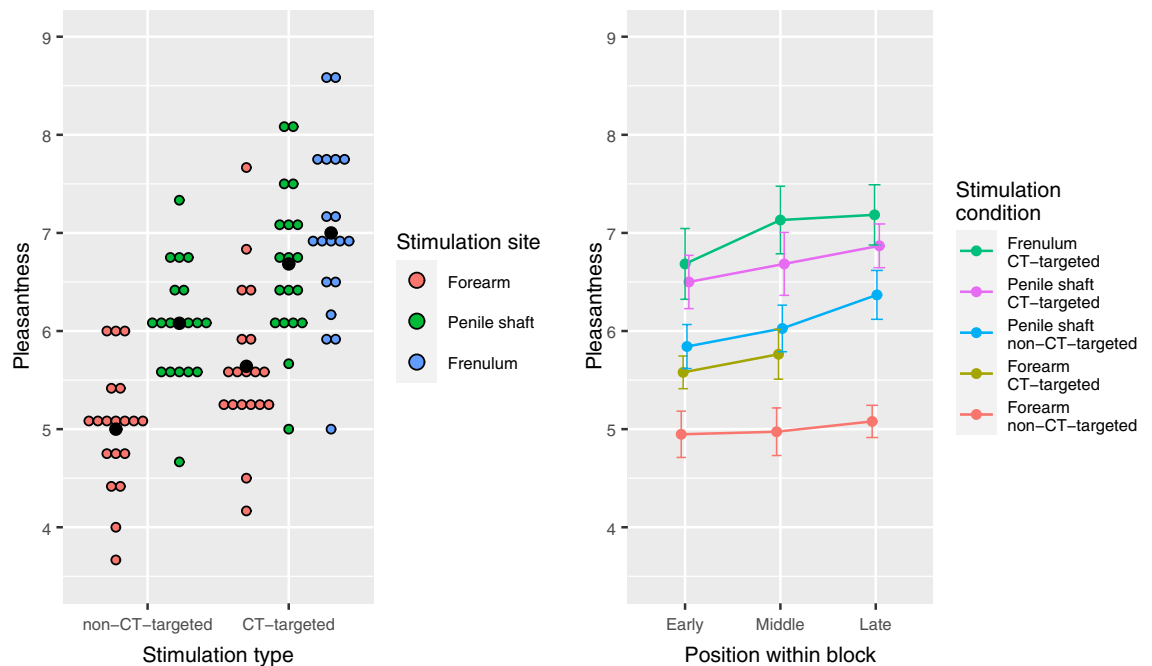 9
8
7
6
5
4
Pleasantness
non-CT-targeted
CT-targeted
Stimulation type
Stimulation site
Forearm
Penile shaft
Frenulum
9
8
7
6
5
4
Pleasantness
Early
Middle
Late
Position within block
Stimulation
condition
Frenulum
CT-targeted
Penile shaft
CT-targeted
Penile shaft
non-CT-targeted
Forearm
CT-targeted
Forearm
non-CT-targeted